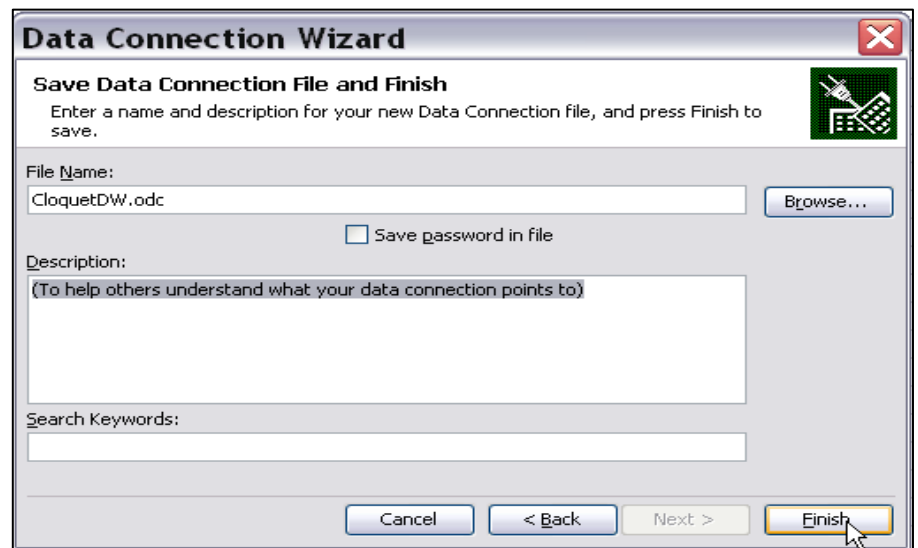 Data Connection Wizard
Save Data Connection File and Finish
Enter a name and description for your new Data Connection file, and press Finish to
save.
File Name:
CloquetDW.odc
Browse...
Save password in file
Description:
(To help others understand what your data connection points to)
Search Keywords:
Cancel
< Back
Next >
Finish